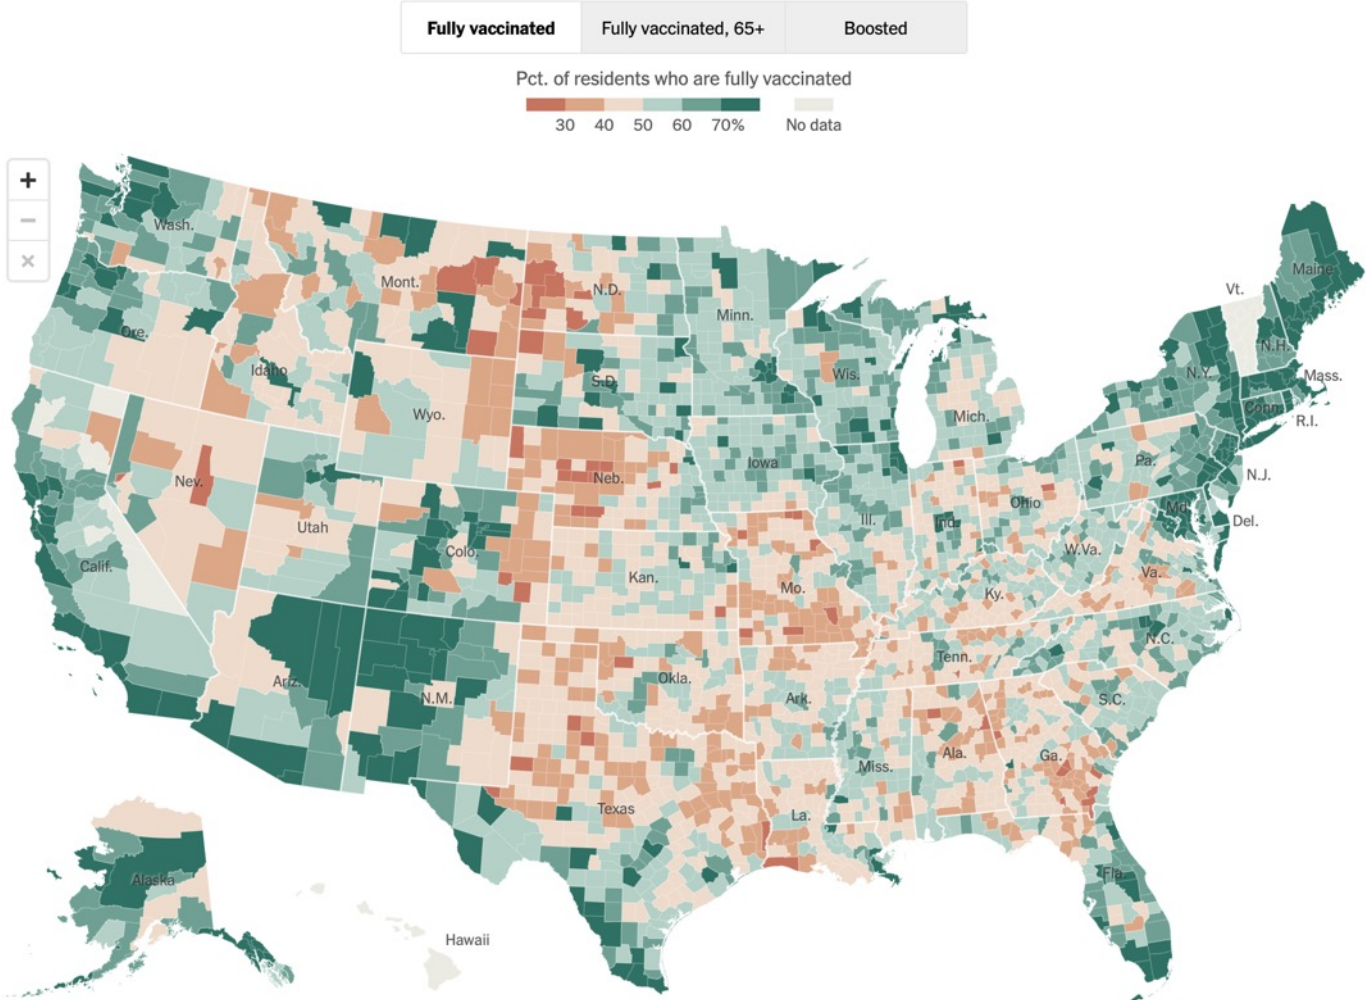 Fully vaccinated
Fully vaccinated, 65+
Boosted
Pct. of residents who are fully vaccinated
30 40 50 60 70% No data
+
−
×
Wash.
Mont.
N.D.
Minn.
Maine
Vt.
N.H.
Ore.
Idaho
S.D.
Wis.
N.Y.
Mass.
Wyo.
Mich.
Conn.
R.I.
Nev.
Neb.
Iowa
Pa.
N.J.
Utah
Colo.
Ill.
Ind.
Ohio
Md.
Del.
Calif.
Kan.
Mo.
W.Va.
Va.
Ky.
Ariz.
N.M.
Okla.
Ark.
Tenn.
N.C.
S.C.
Texas
La.
Miss.
Ala.
Ga.
Fla.
Alaska
Hawaii